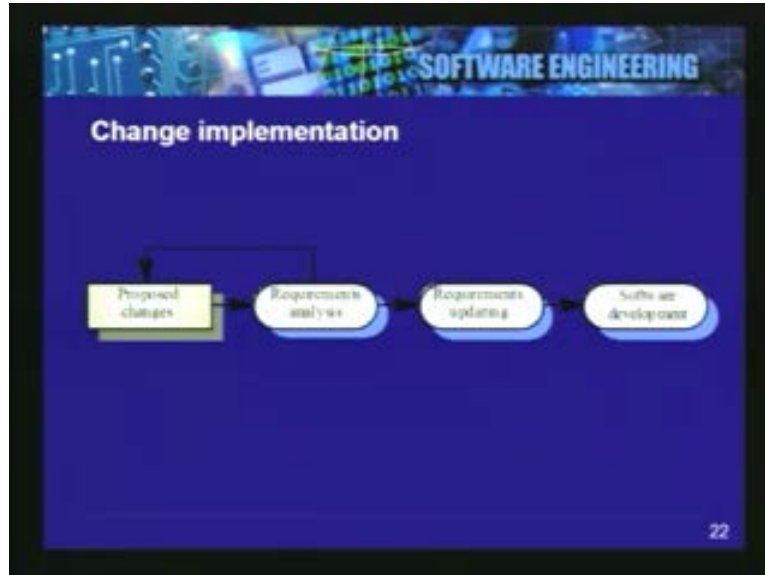 SOFTWARE ENGINEERING
Change implementation
Proposed
changes
Requirements
analysis
Requirements
updating
Software
development
22